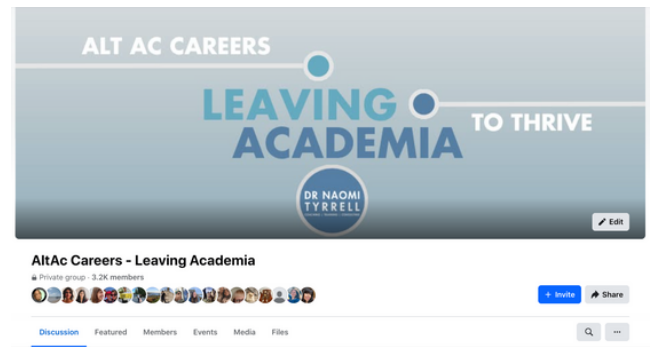 ALT AC CAREERS
LEAVING
ACADEMIA
TO THRIVE
DR NAOMI
TYRRELL
Edit
AltAc Careers - Leaving Academia
Private group · 3.2K members
+ Invite
Share
Discussion Featured Members Events Media Files